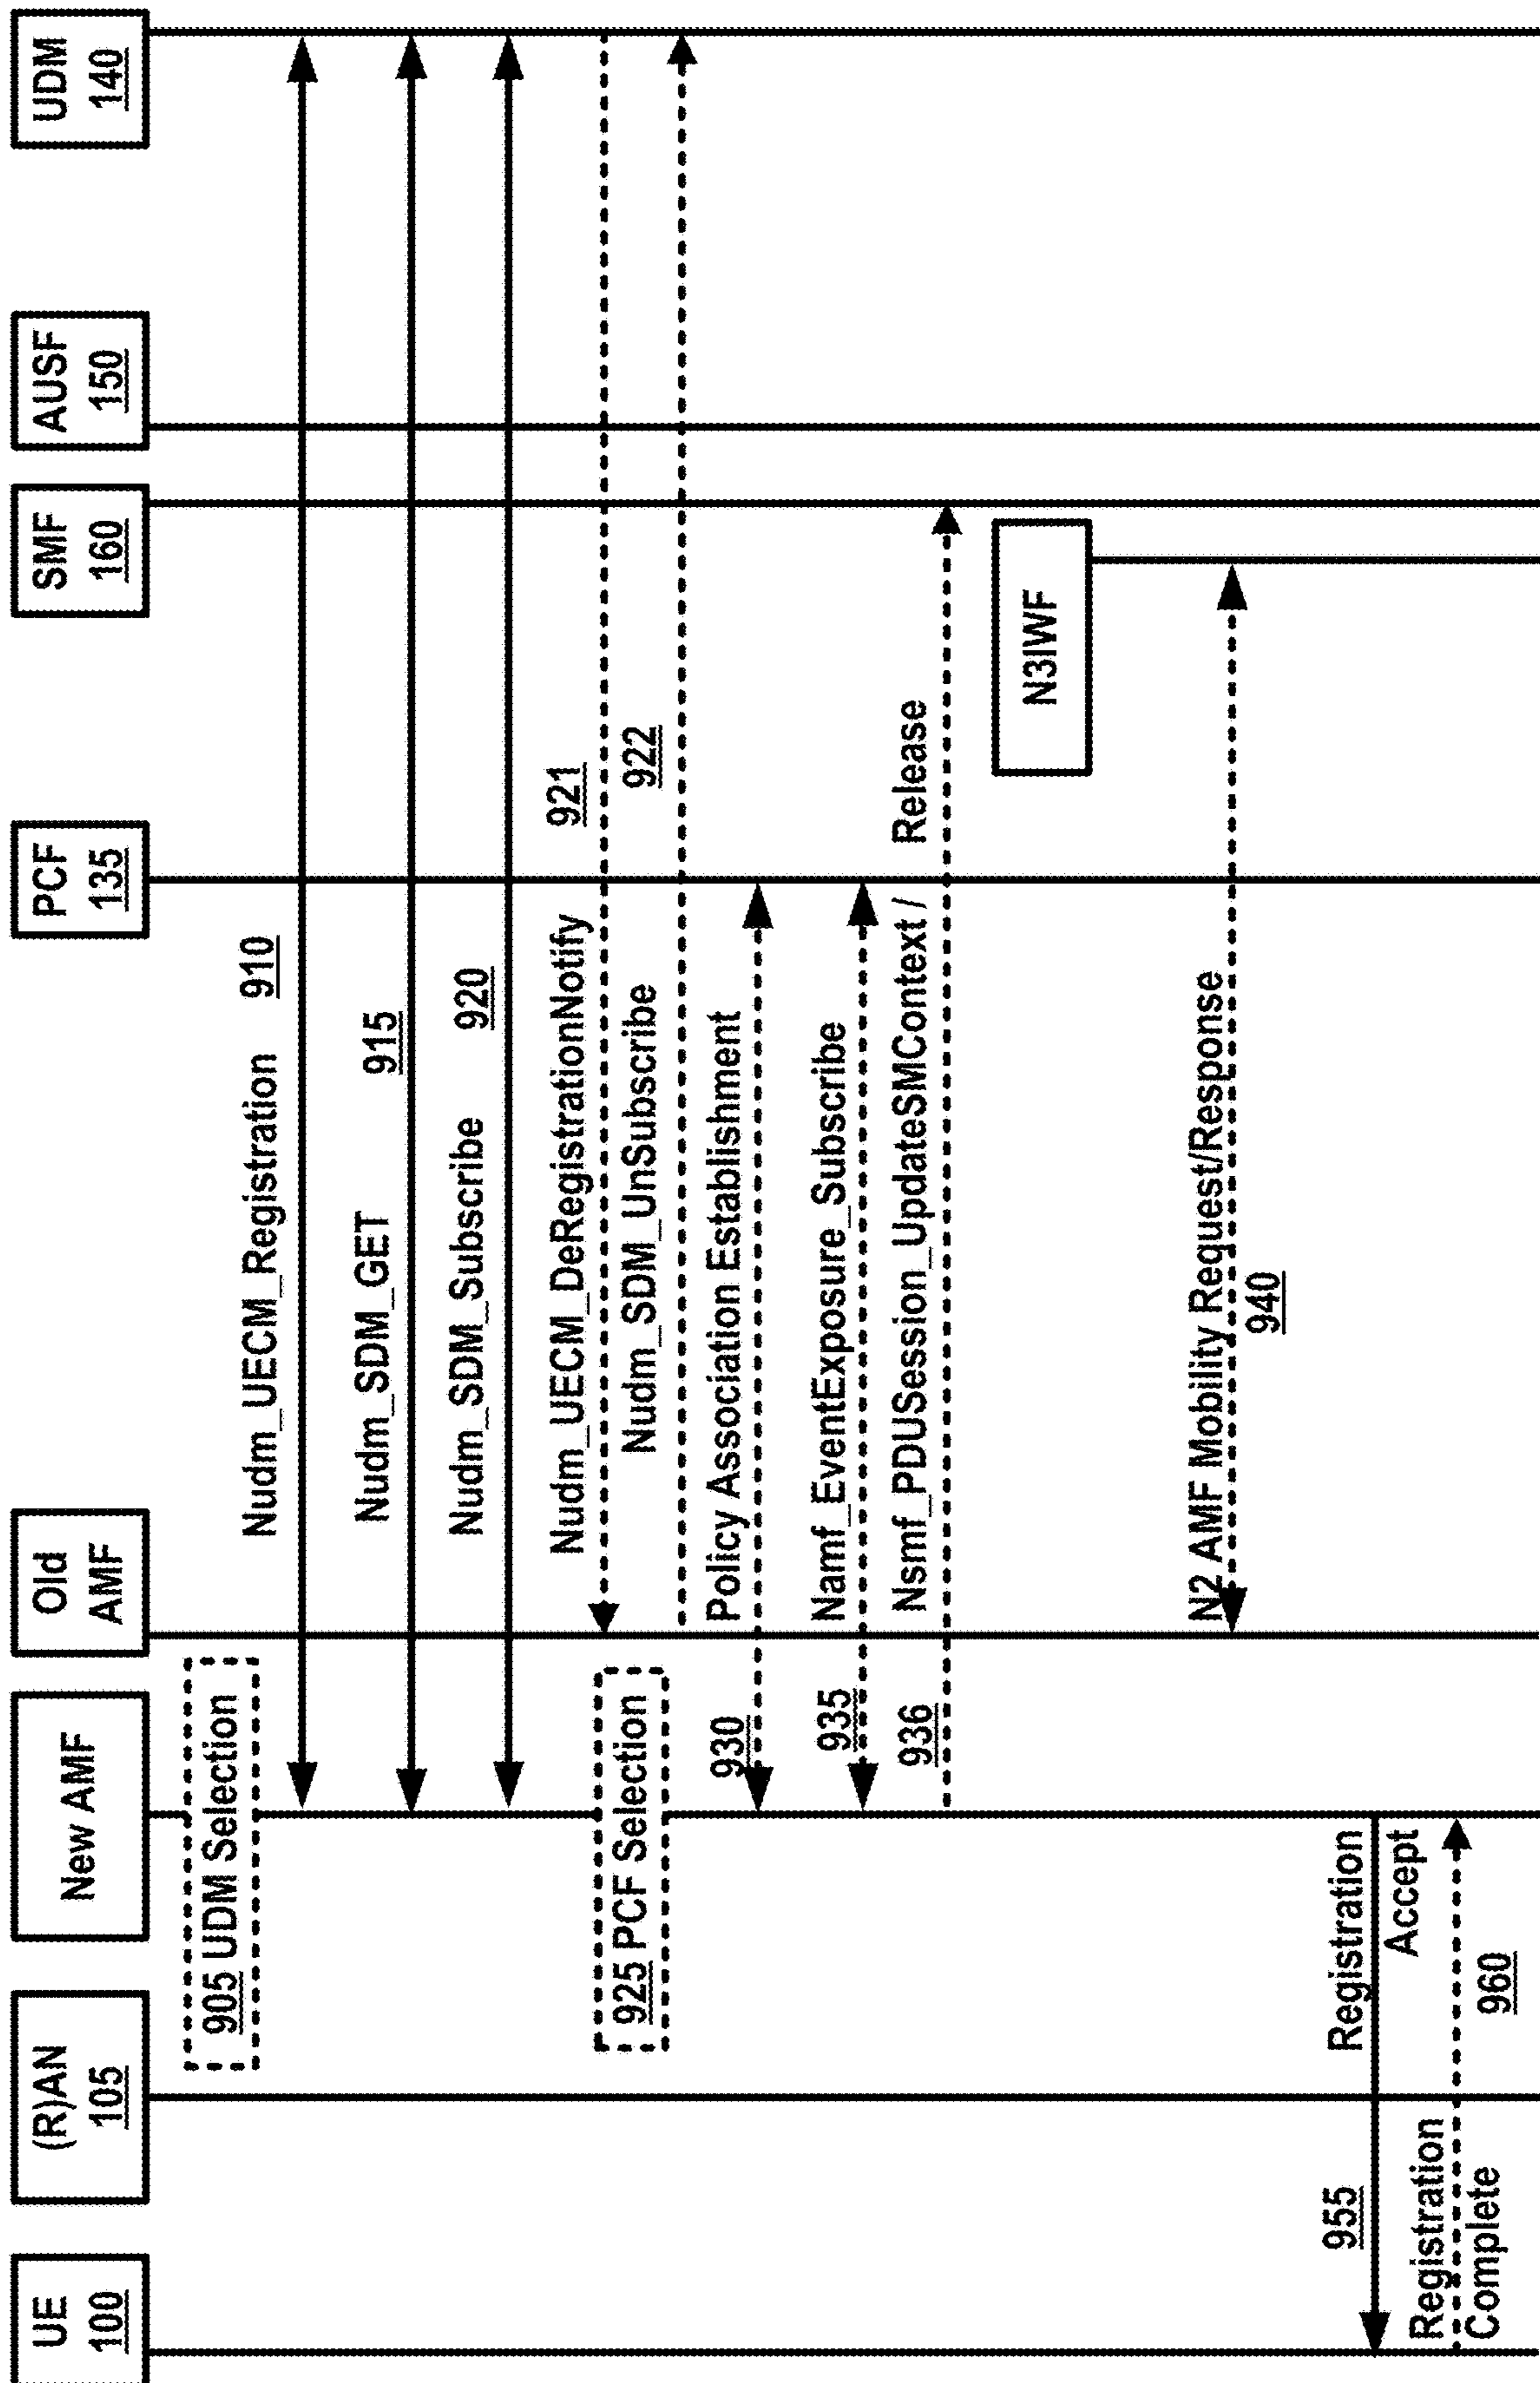 UE
100
(R)AN
105
New AMF
Old
AMF
PCF
135
SMF
160
AUSF
150
UDM
140
905 UDM Selection
Nudm_UECM_Registration 910
Nudm_SDM_GET 915
Nudm_SDM_Subscribe 920
Nudm_UECM_DeRegistrationNotify 921
Nudm_SDM_UnSubscribe 922
925 PCF Selection
930 Policy Association Establishment
935 Namf_EventExposure_Subscribe
936 Nsmf_PDUSession_UpdateSMContext / Release
N3IWF
N2 AMF Mobility Request/Response
940
955 Registration
Accept
Registration
Complete 960